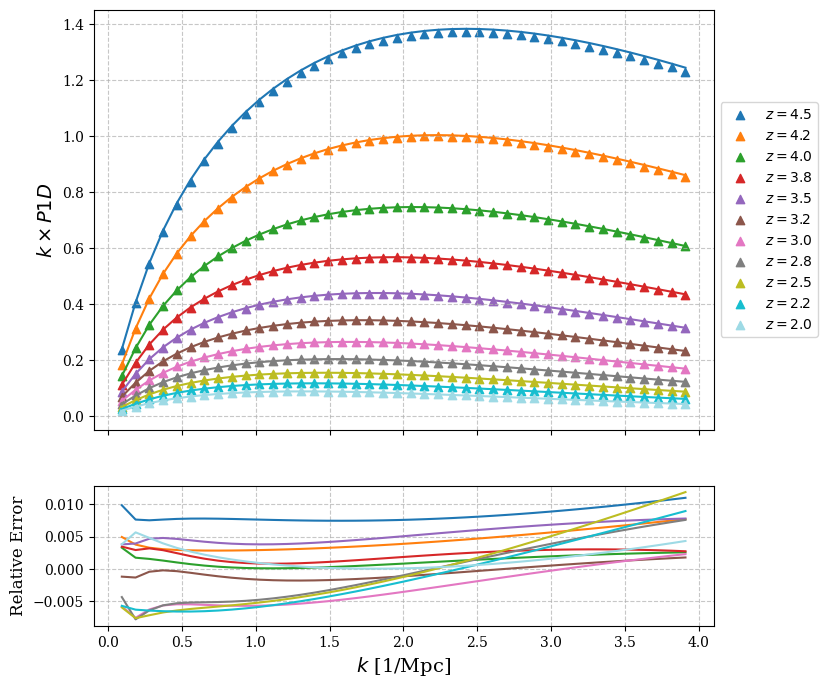 1.4
1.2
1.0
0.8
0.6
0.4
0.2
0.0
k × P1D
z = 4.5
z = 4.2
z = 4.0
z = 3.8
z = 3.5
z = 3.2
z = 3.0
z = 2.8
z = 2.5
z = 2.2
z = 2.0
0.010
0.005
0.000
−0.005
Relative Error
0.0 0.5 1.0 1.5 2.0 2.5 3.0 3.5 4.0
k [1/Mpc]